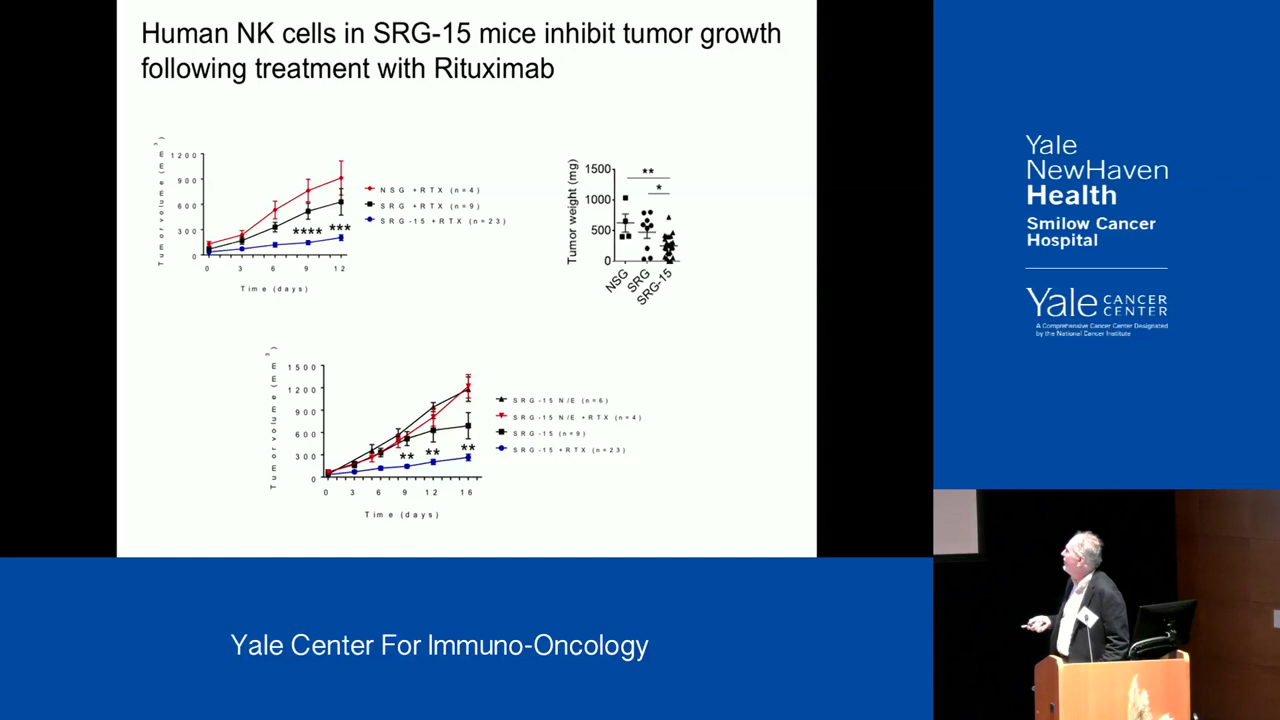 Human NK cells in SRG-15 mice inhibit tumor growth
following treatment with Rituximab
Tumor volume (mm3)
1200
900
600
300
0
0 3 6 9 12
Time (days)
NSG +RTX (n=4)
SRG +RTX (n=9)
SRG-15 +RTX (n=23)
**** ***
Tumor weight (mg)
1500
1000
500
0
** 
*
NSG
SRG
SRG-15
Tumor volume (mm3)
1500
1200
900
600
300
0
0 3 6 9 12 16
Time (days)
** ** **
SRG-15 N/E (n=6)
SRG-15 N/E +RTX (n=4)
SRG-15 (n=9)
SRG-15 +RTX (n=23)
Yale
NewHaven
Health
Smilow Cancer
Hospital
Yale CANCER
CENTER
A Comprehensive Cancer Center Designated
by the National Cancer Institute
Yale Center For Immuno-Oncology